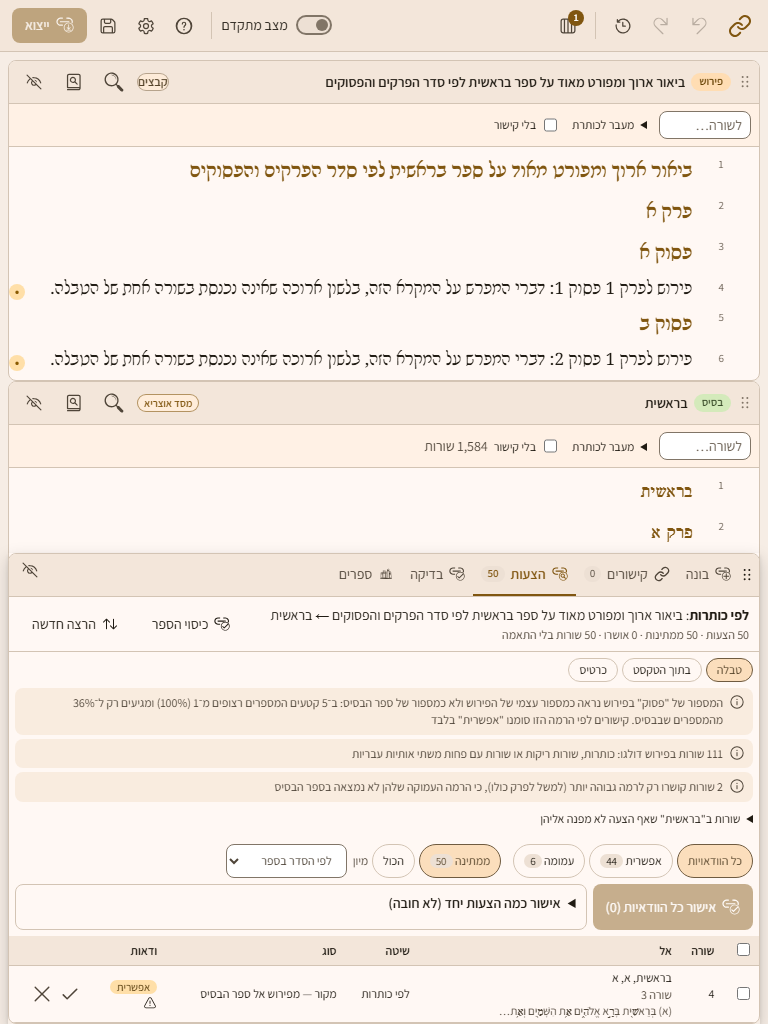 1
מצב מתקדם
ייצוא
פירוש
ביאור ארוך ומפורט מאוד על ספר בראשית לפי סדר הפרקים והפסוקים
קבצים
לשורה…
מעבר לכותרת
בלי קישור
1 ביאור ארוך ומפורט מאוד על ספר בראשית לפי סדר הפרקים והפסוקים
2 פרק א
3 פסוק א
4 פירוש לפרק 1 פסוק 1: דברי המפרש על המקרא הזה, בלשון ארוכה שאינה נכנסת בשורה אחת של הטבלה.
5 פסוק ב
6 פירוש לפרק 1 פסוק 2: דברי המפרש על המקרא הזה, בלשון ארוכה שאינה נכנסת בשורה אחת של הטבלה.
בסיס
בראשית
מסד אוצריא
לשורה…
מעבר לכותרת
בלי קישור
1,584 שורות
1 בראשית
2 פרק א
בונה
קישורים 0
הצעות 50
בדיקה
ספרים
לפי כותרות: ביאור ארוך ומפורט מאוד על ספר בראשית לפי סדר הפרקים והפסוקים ← בראשית
50 הצעות · 50 ממתינות · 0 אושרו · 50 שורות בלי התאמה
כיסוי הספר
הרצה חדשה
טבלה
בתוך הטקסט
כרטיס
המספור של "פסוק" בפירוש נראה כמספור עצמי של הפירוש ולא כמספור של ספר הבסיס: ב־5 קטעים המספרים רצופים מ־1 (100%) ומגיעים רק ל־36%
מהמספרים שבבסיס. קישורים לפי הרמה הזו סומנו "אפשרית" בלבד
111 שורות בפירוש דולגו: כותרות, שורות ריקות או שורות עם פחות משתי אותיות עבריות
2 שורות קושרו רק לרמה גבוהה יותר (למשל לפרק כולו), כי הרמה העמוקה שלהן לא נמצאה בספר הבסיס
שורות ב"בראשית" שאף הצעה לא מפנה אליהן
כל הוודאויות
אפשרית 44
עמומה 6
ממתינה 50
הכול
מיון
לפי הסדר בספר
אישור כל הוודאיות (0)
אישור כמה הצעות יחד (לא חובה)
שורה
אל
שיטה
סוג
ודאות
4
בראשית, א, א
שורה 3
(א) בְּרֵאשִׁ֖ית בָּרָ֣א אֱלֹהִ֑ים אֵ֥ת הַשָּׁמַ֖יִם וְאֵ֥ת…
לפי כותרות
מקור — מפירוש אל ספר הבסיס
אפשרית